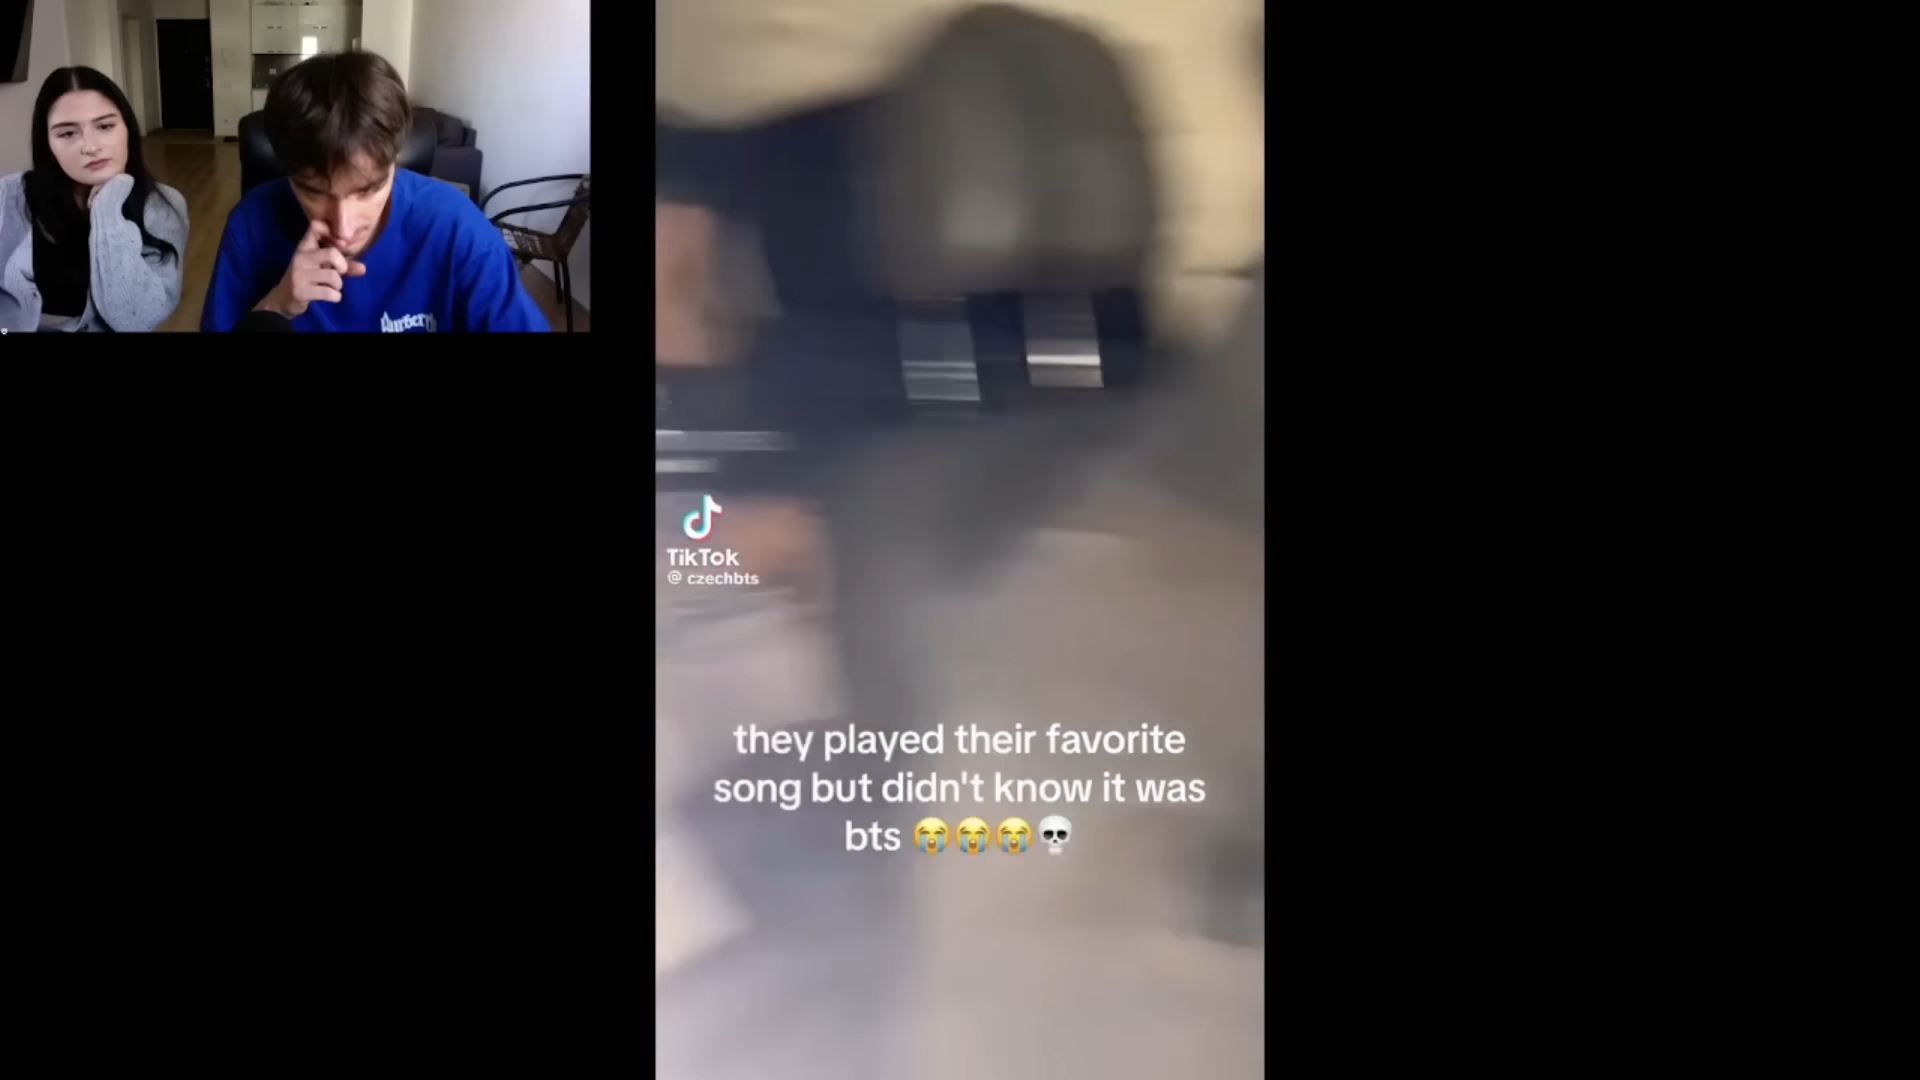 TikTok
@ czechbts
they played their favorite
song but didn't know it was
bts 😭😭😭💀